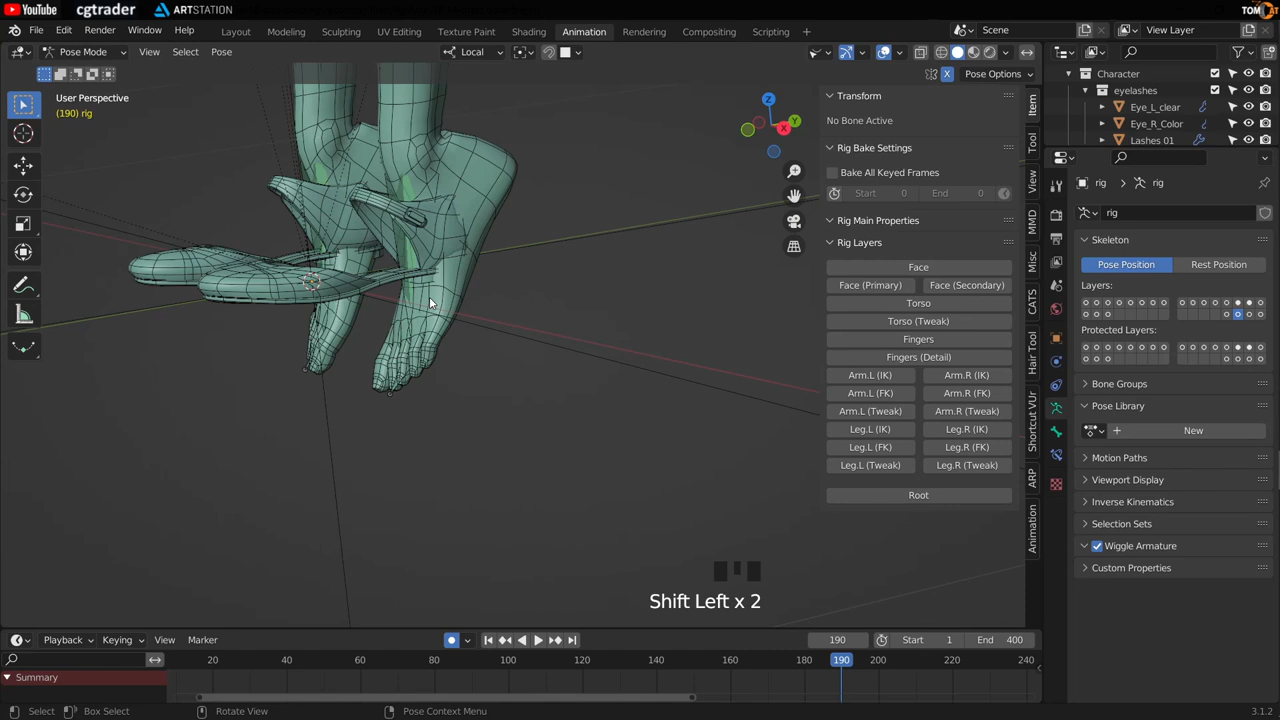 YouTube cgtrader ARTSTATION TOMCAT
File Edit Render Window Help Layout Modeling Sculpting UV Editing Texture Paint Shading Animation Rendering Compositing Scripting + Scene View Layer
Pose Mode View Select Pose Local
X Pose Options
User Perspective
(190) rig
Z
Y
X
Transform
No Bone Active
Rig Bake Settings
Bake All Keyed Frames
Start 0 End 0
Rig Main Properties
Rig Layers
Face
Face (Primary) Face (Secondary)
Torso
Torso (Tweak)
Fingers
Fingers (Detail)
Arm.L (IK) Arm.R (IK)
Arm.L (FK) Arm.R (FK)
Arm.L (Tweak) Arm.R (Tweak)
Leg.L (IK) Leg.R (IK)
Leg.L (FK) Leg.R (FK)
Leg.L (Tweak) Leg.R (Tweak)
Root
Item
Tool
View
MMD
Misc
CATS
Hair Tool
Shortcut VUr
ARP
Animation
Character
eyelashes
Eye_L_clear
Eye_R_Color
Lashes 01
rig rig
rig
Skeleton
Pose Position Rest Position
Layers:
Protected Layers:
Bone Groups
Pose Library
New
Motion Paths
Viewport Display
Inverse Kinematics
Selection Sets
Wiggle Armature
Custom Properties
Shift Left x 2
Playback Keying View Marker 190 Start 1 End 400
20 40 60 80 100 120 140 160 180 190 200 220 240
Summary
Select Box Select Rotate View Pose Context Menu 3.1.2